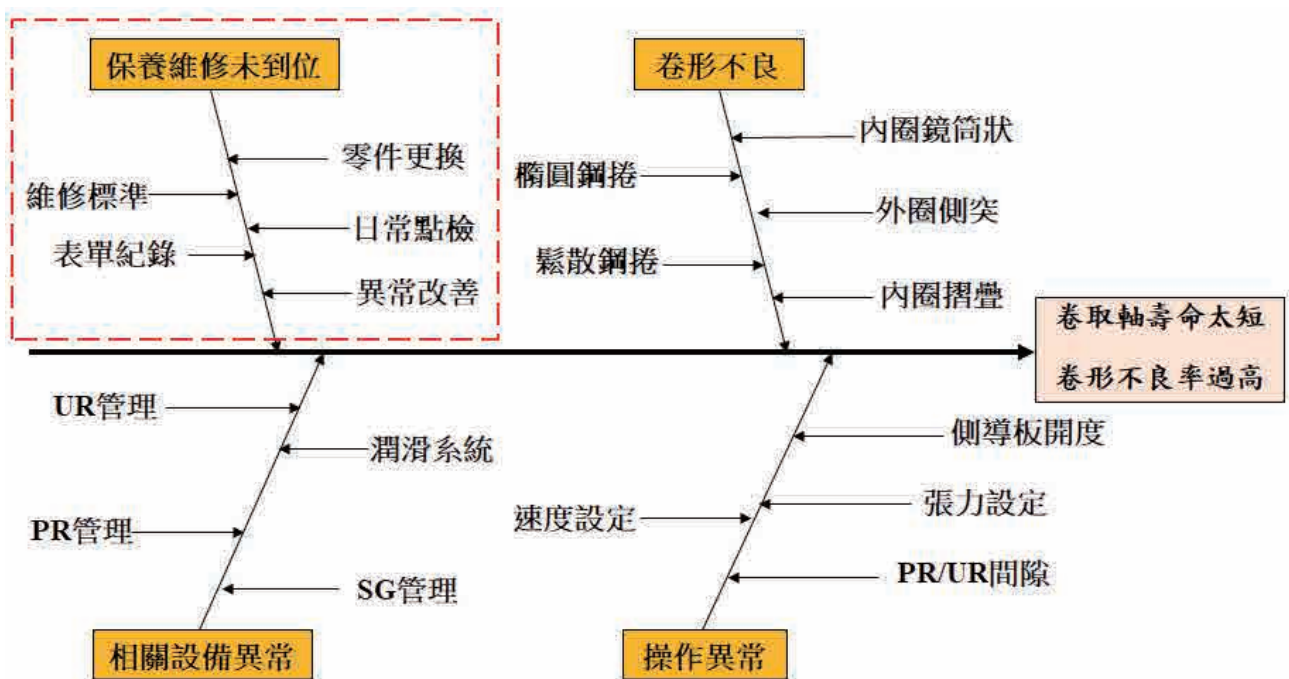 保養維修未到位
零件更換
維修標準
日常點檢
表單紀錄
異常改善
卷形不良
內圈鏡筒狀
橢圓鋼捲
外圈側突
鬆散鋼捲
內圈摺疊
卷取軸壽命太短
卷形不良率過高
UR管理
潤滑系統
PR管理
SG管理
相關設備異常
側導板開度
張力設定
速度設定
PR/UR間隙
操作異常